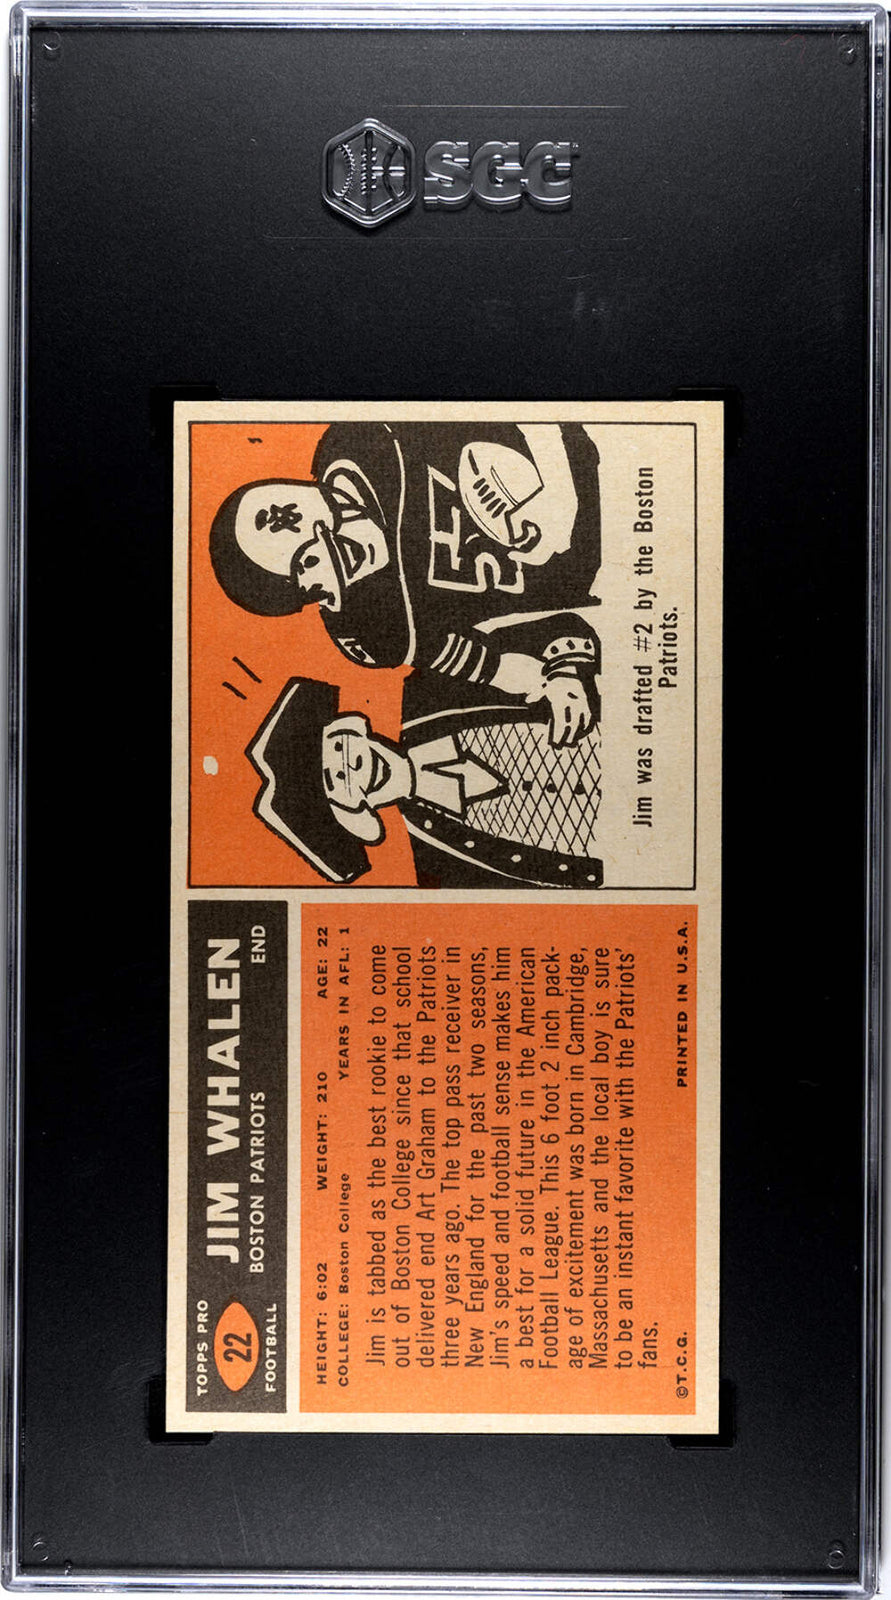 SGC
TOPPS PRO
22
FOOTBALL
JIM WHALEN
BOSTON PATRIOTS END
HEIGHT: 6:02 WEIGHT: 210 AGE: 22
COLLEGE: Boston College YEARS IN AFL: 1
Jim is tabbed as the best rookie to come
out of Boston College since that school
delivered end Art Graham to the Patriots
three years ago. The top pass receiver in
New England for the past two seasons,
Jim's speed and football sense makes him
a best for a solid future in the American
Football League. This 6 foot 2 inch pack-
age of excitement was born in Cambridge,
Massachusetts and the local boy is sure
to be an instant favorite with the Patriots'
fans.
©T.C.G. PRINTED IN U.S.A.
57
Jim was drafted #2 by the Boston
Patriots.